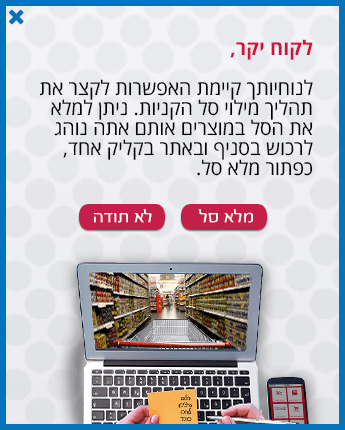 לקוח יקר,
לנוחיותך קיימת האפשרות לקצר את
תהליך מילוי סל הקניות. ניתן למלא
את הסל במוצרים אותם אתה נוהג
לרכוש בסניף ובאתר בקליק אחד,
כפתור מלא סל.
מלא סל
לא תודה